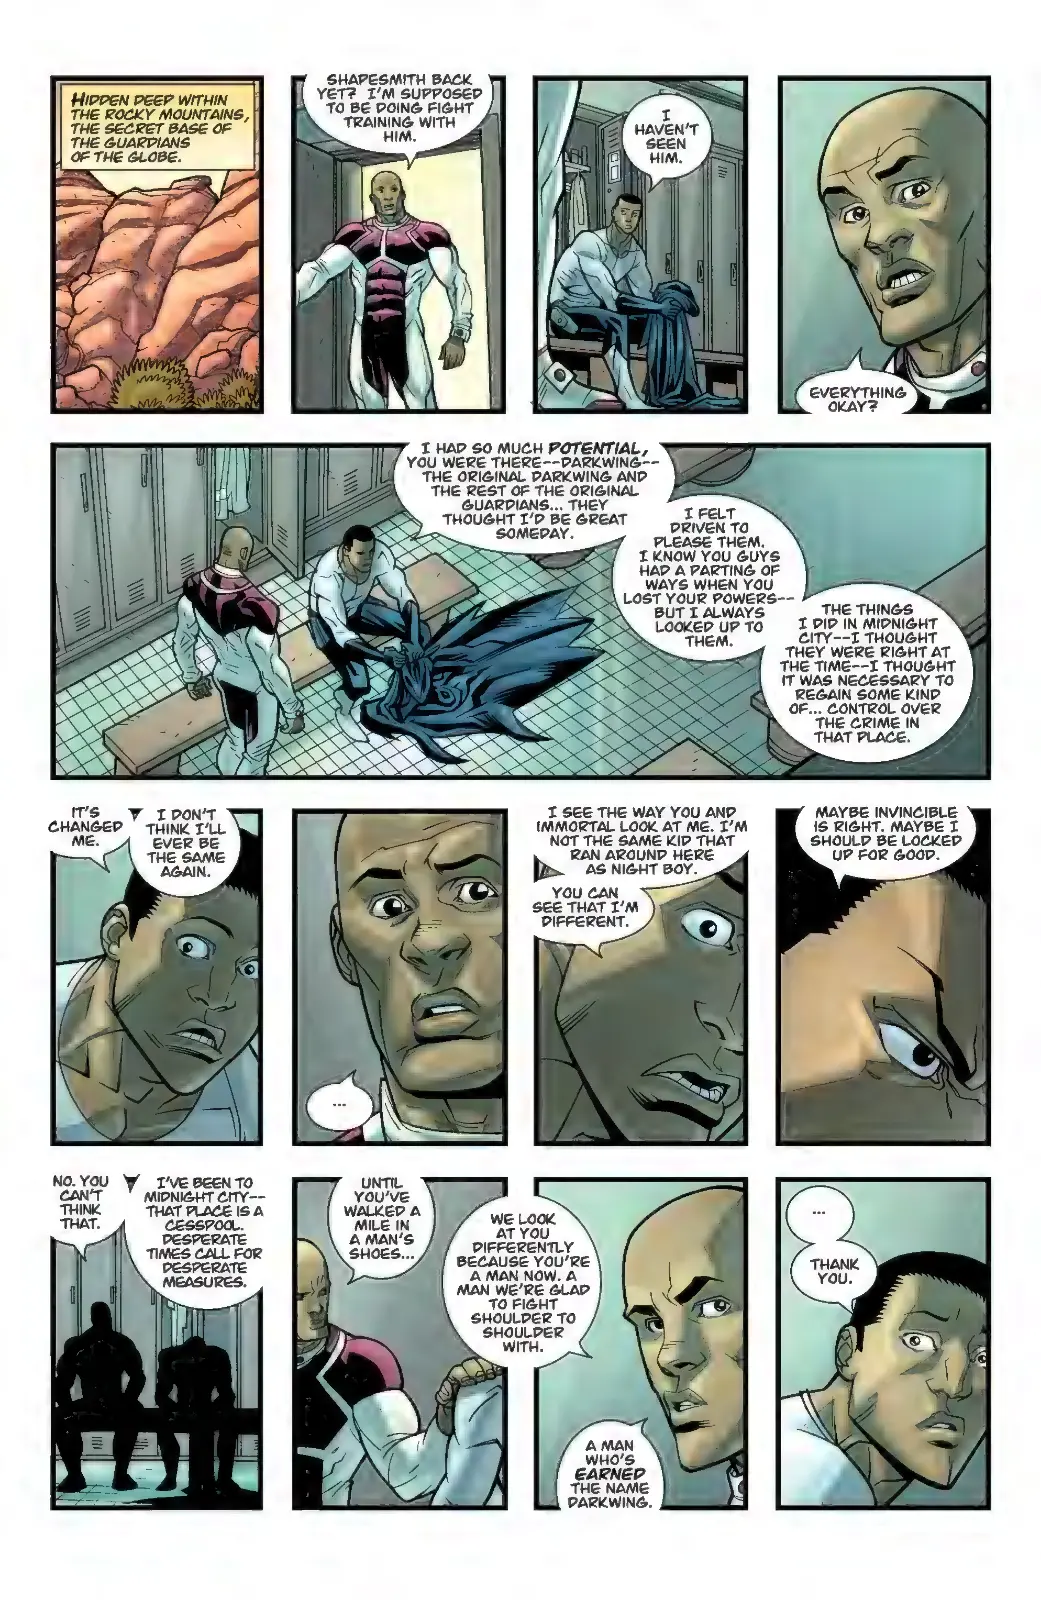 HIDDEN DEEP WITHIN
THE ROCKY MOUNTAINS,
THE SECRET BASE OF
THE GUARDIANS
OF THE GLOBE.
SHAPESMITH BACK
YET? I'M SUPPOSED
TO BE DOING FIGHT
TRAINING WITH
HIM.
I
HAVEN'T
SEEN
HIM.
EVERYTHING
OKAY?
I HAD SO MUCH POTENTIAL,
YOU WERE THERE--DARKWING--
THE ORIGINAL DARKWING AND
THE REST OF THE ORIGINAL
GUARDIANS... THEY
THOUGHT I'D BE GREAT
SOMEDAY.
I FELT
DRIVEN TO
PLEASE THEM.
I KNOW YOU GUYS
HAD A PARTING OF
WAYS WHEN YOU
LOST YOUR POWERS--
BUT I ALWAYS
LOOKED UP TO
THEM.
THE THINGS
I DID IN MIDNIGHT
CITY--I THOUGHT
THEY WERE RIGHT AT
THE TIME--I THOUGHT
IT WAS NECESSARY TO
REGAIN SOME KIND
OF... CONTROL OVER
THE CRIME IN
THAT PLACE.
IT'S
CHANGED
ME.
I DON'T
THINK I'LL
EVER BE
THE SAME
AGAIN.
...
I SEE THE WAY YOU AND
IMMORTAL LOOK AT ME. I'M
NOT THE SAME KID THAT
RAN AROUND HERE
AS NIGHT BOY.
YOU CAN
SEE THAT I'M
DIFFERENT.
MAYBE INVINCIBLE
IS RIGHT. MAYBE I
SHOULD BE LOCKED
UP FOR GOOD.
NO. YOU
CAN'T
THINK
THAT.
I'VE BEEN TO
MIDNIGHT CITY--
THAT PLACE IS A
CESSPOOL.
DESPERATE
TIMES CALL FOR
DESPERATE
MEASURES.
UNTIL
YOU'VE
WALKED A
MILE IN
A MAN'S
SHOES...
WE LOOK
AT YOU
DIFFERENTLY
BECAUSE YOU'RE
A MAN NOW. A
MAN WE'RE GLAD
TO FIGHT
SHOULDER TO
SHOULDER
WITH.
A MAN
WHO'S
EARNED
THE NAME
DARKWING.
...
THANK
YOU.